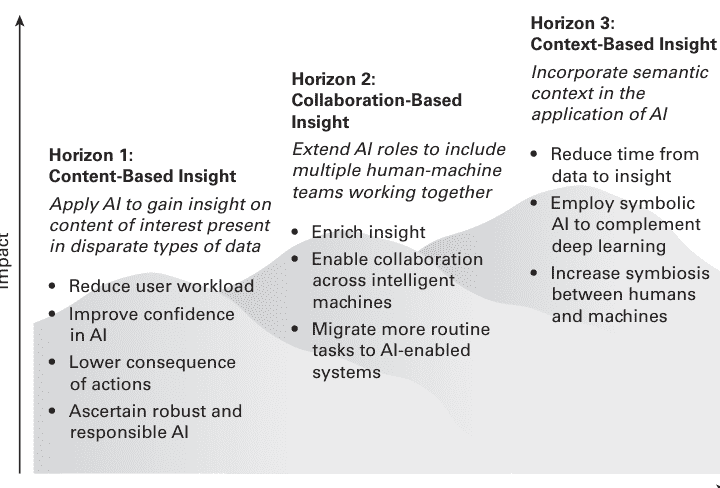 Horizon 1:
Content-Based Insight
Apply AI to gain insight on
content of interest present
in disparate types of data
• Reduce user workload
• Improve confidence
in AI
• Lower consequence
of actions
• Ascertain robust and
responsible AI
Horizon 2:
Collaboration-Based
Insight
Extend AI roles to include
multiple human-machine
teams working together
• Enrich insight
• Enable collaboration
across intelligent
machines
• Migrate more routine
tasks to AI-enabled
systems
Horizon 3:
Context-Based Insight
Incorporate semantic
context in the
application of AI
• Reduce time from
data to insight
• Employ symbolic
AI to complement
deep learning
• Increase symbiosis
between humans
and machines
Impact